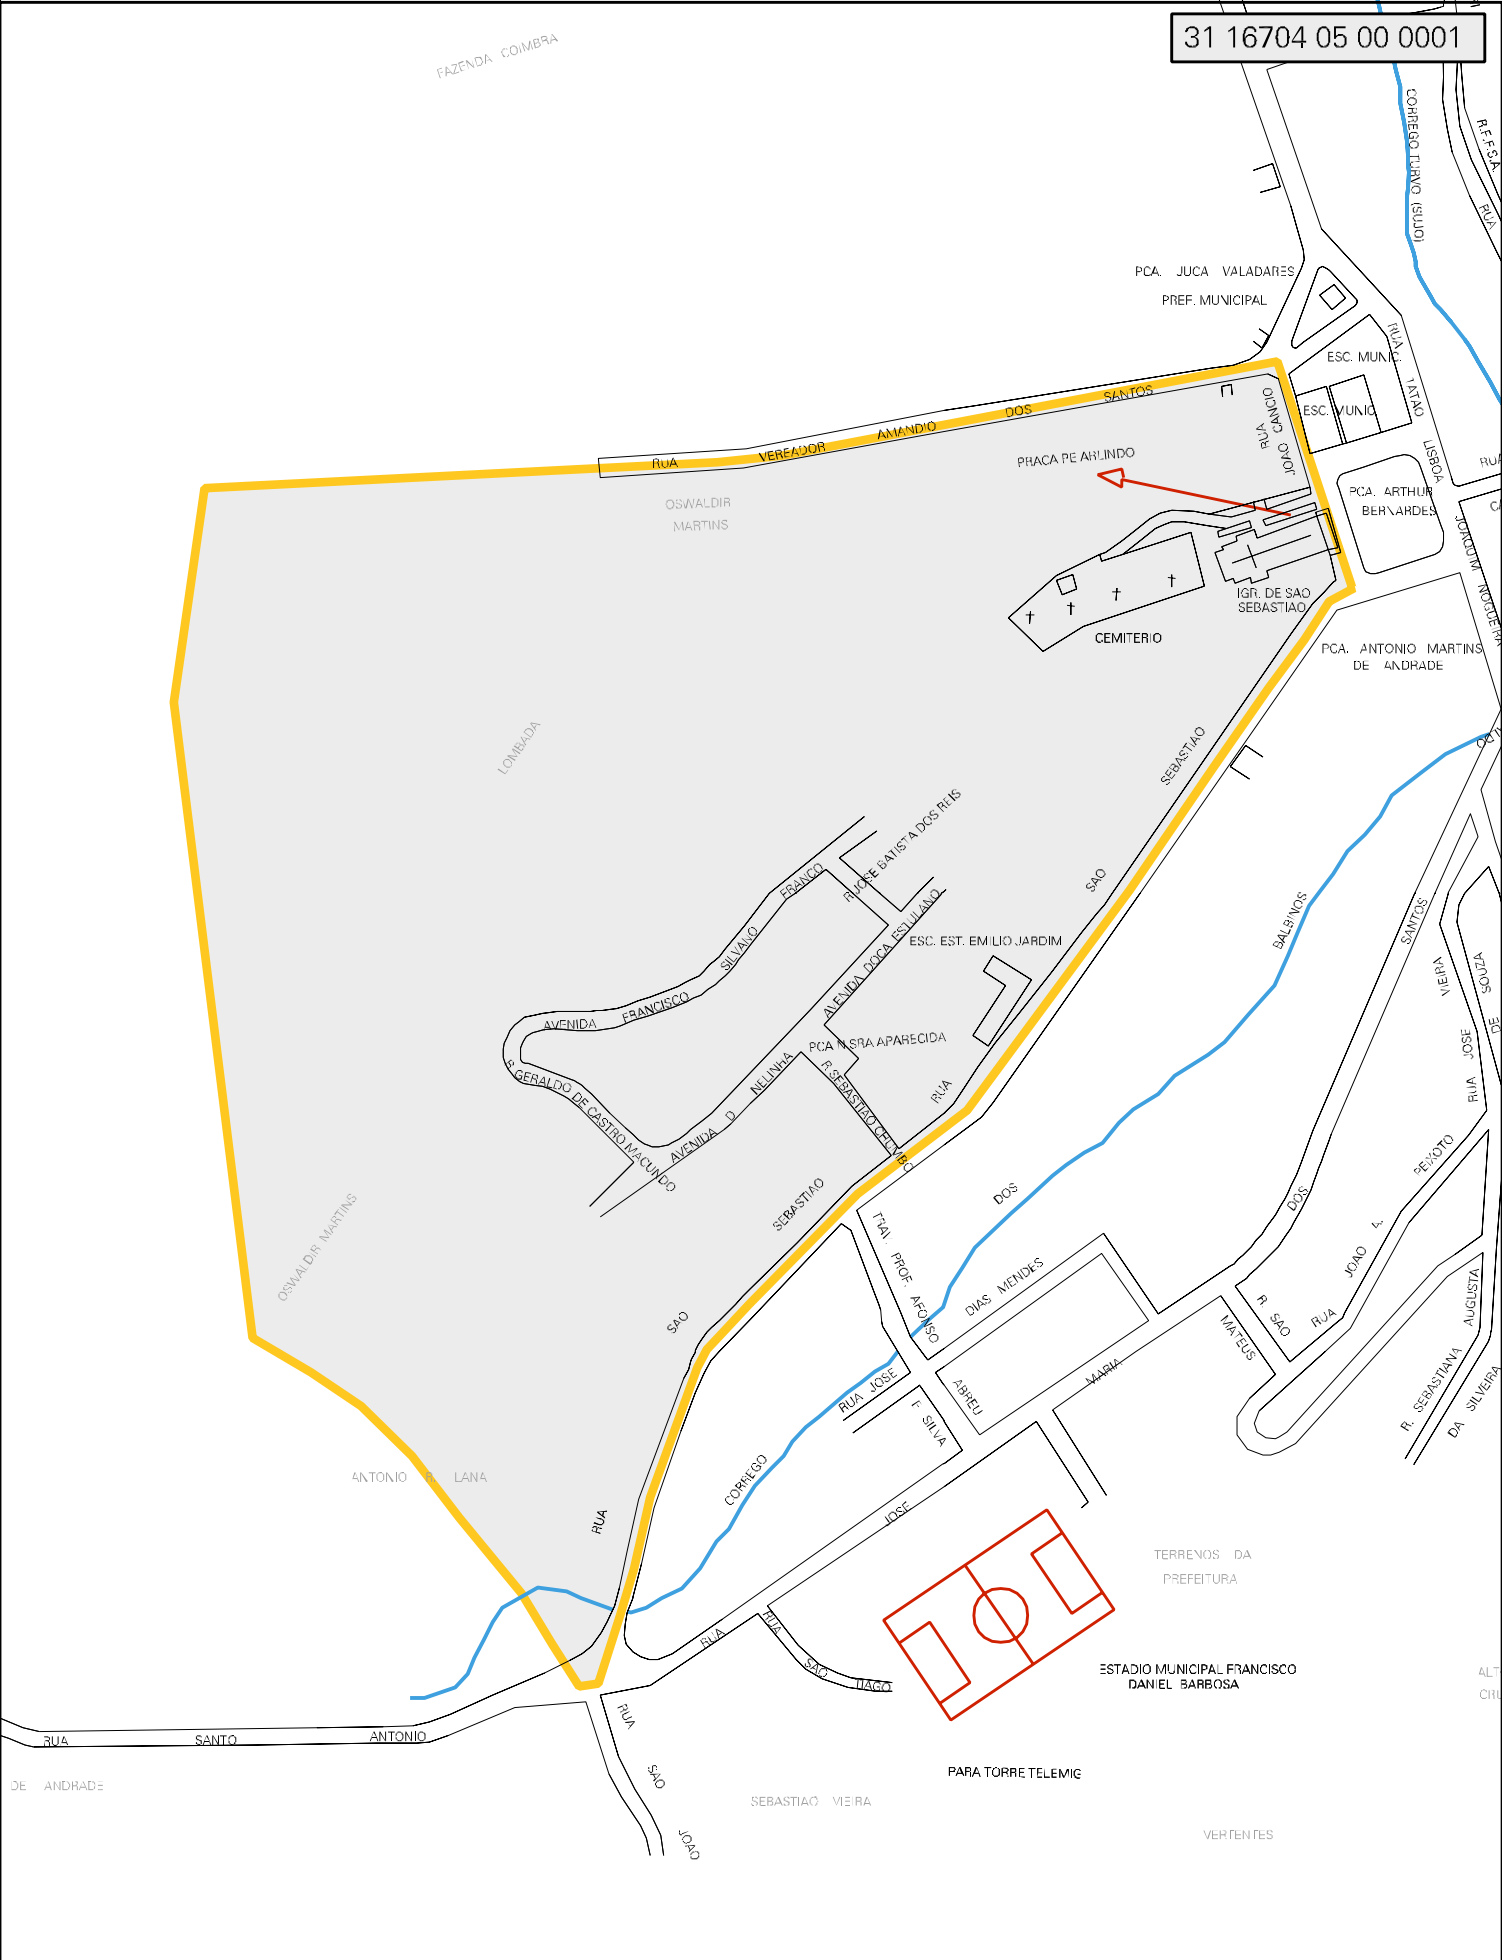 31 16704 05 00 0001
FAZENDA COIMBRA
CORREGO TURVO (SUJO)
R.F.F.S.A.
RUA
PCA. JUCA VALADARES
PREF. MUNICIPAL
RUA TATAO LISBOA
ESC. MUNIC.
ESC. MUNIC
RUA JOAO CANCIO
RUA VEREADOR AMANDIO DOS SANTOS
PRACA PE ARLINDO
RUA
OSWALDIR
MARTINS
PCA. ARTHUR
BERNARDES
JOAQUIM NOGUEIRA
IGR. DE SAO
SEBASTIAO
CEMITERIO
PCA. ANTONIO MARTINS
DE ANDRADE
LOMBADA
RUA SAO SEBASTIAO
R JOSE BATISTA DOS REIS
AVENIDA FRANCISCO SILVANO FRANCO
AVENIDA DOCA ESTULANO
ESC. EST. EMILIO JARDIM
PCA N SRA APARECIDA
R. GERALDO DE CASTRO MACUNDO
AVENIDA D NELINHA
R. SEBASTIAO CHUMBO
CORREGO DOS BALBINOS
VIEIRA
RUA JOSE
DE SOUZA
OSWALDIR MARTINS
RUA SAO SEBASTIAO
TRAV. PROF. AFONSO
DIAS MENDES
RUA JOSE
ABREU
F SILVA
RUA JOSE MARIA DOS SANTOS
R. SAO
MATEUS
RUA JOAO A. PEIXOTO
AUGUSTA
R. SEBASTIANA
DA SILVEIRA
ANTONIO R. LANA
TERRENOS DA
PREFEITURA
RUA SAO TIAGO
ESTADIO MUNICIPAL FRANCISCO
DANIEL BARBOSA
RUA SANTO ANTONIO
RUA SAO JOAO
DE ANDRADE
PARA TORRE TELEMIG
SEBASTIAO VIEIRA
VERTENTES